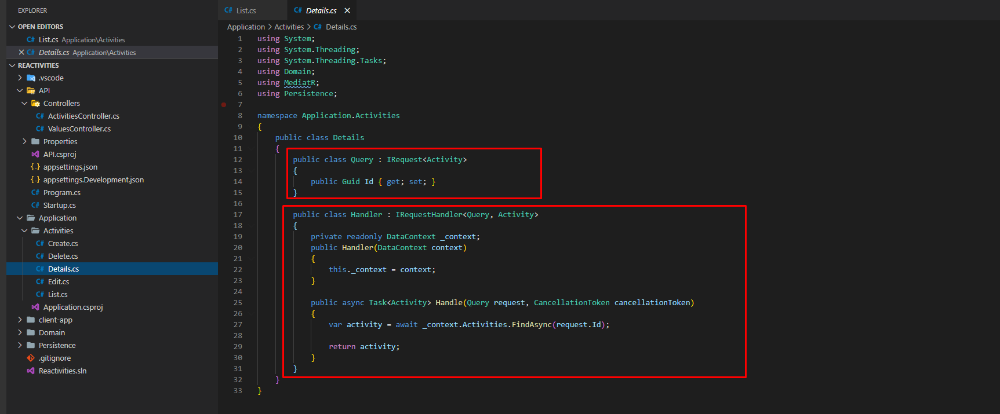 EXPLORER
OPEN EDITORS
C# List.cs Application\Activities
C# Details.cs Application\Activities
REACTIVITIES
.vscode
API
Controllers
C# ActivitiesController.cs
C# ValuesController.cs
Properties
API.csproj
{..} appsettings.json
{..} appsettings.Development.json
C# Program.cs
C# Startup.cs
Application
Activities
C# Create.cs
C# Delete.cs
C# Details.cs
C# Edit.cs
C# List.cs
Application.csproj
client-app
Domain
Persistence
.gitignore
Reactivities.sln
C# List.cs
C# Details.cs
Application > Activities > C# Details.cs
1 using System;
2 using System.Threading;
3 using System.Threading.Tasks;
4 using Domain;
5 using MediatR;
6 using Persistence;
7
8 namespace Application.Activities
9 {
10 public class Details
11 {
12 public class Query : IRequest<Activity>
13 {
14 public Guid Id { get; set; }
15 }
16
17 public class Handler : IRequestHandler<Query, Activity>
18 {
19 private readonly DataContext _context;
20 public Handler(DataContext context)
21 {
22 this._context = context;
23 }
24
25 public async Task<Activity> Handle(Query request, CancellationToken cancellationToken)
26 {
27 var activity = await _context.Activities.FindAsync(request.Id);
28
29 return activity;
30 }
31 }
32 }
33 }